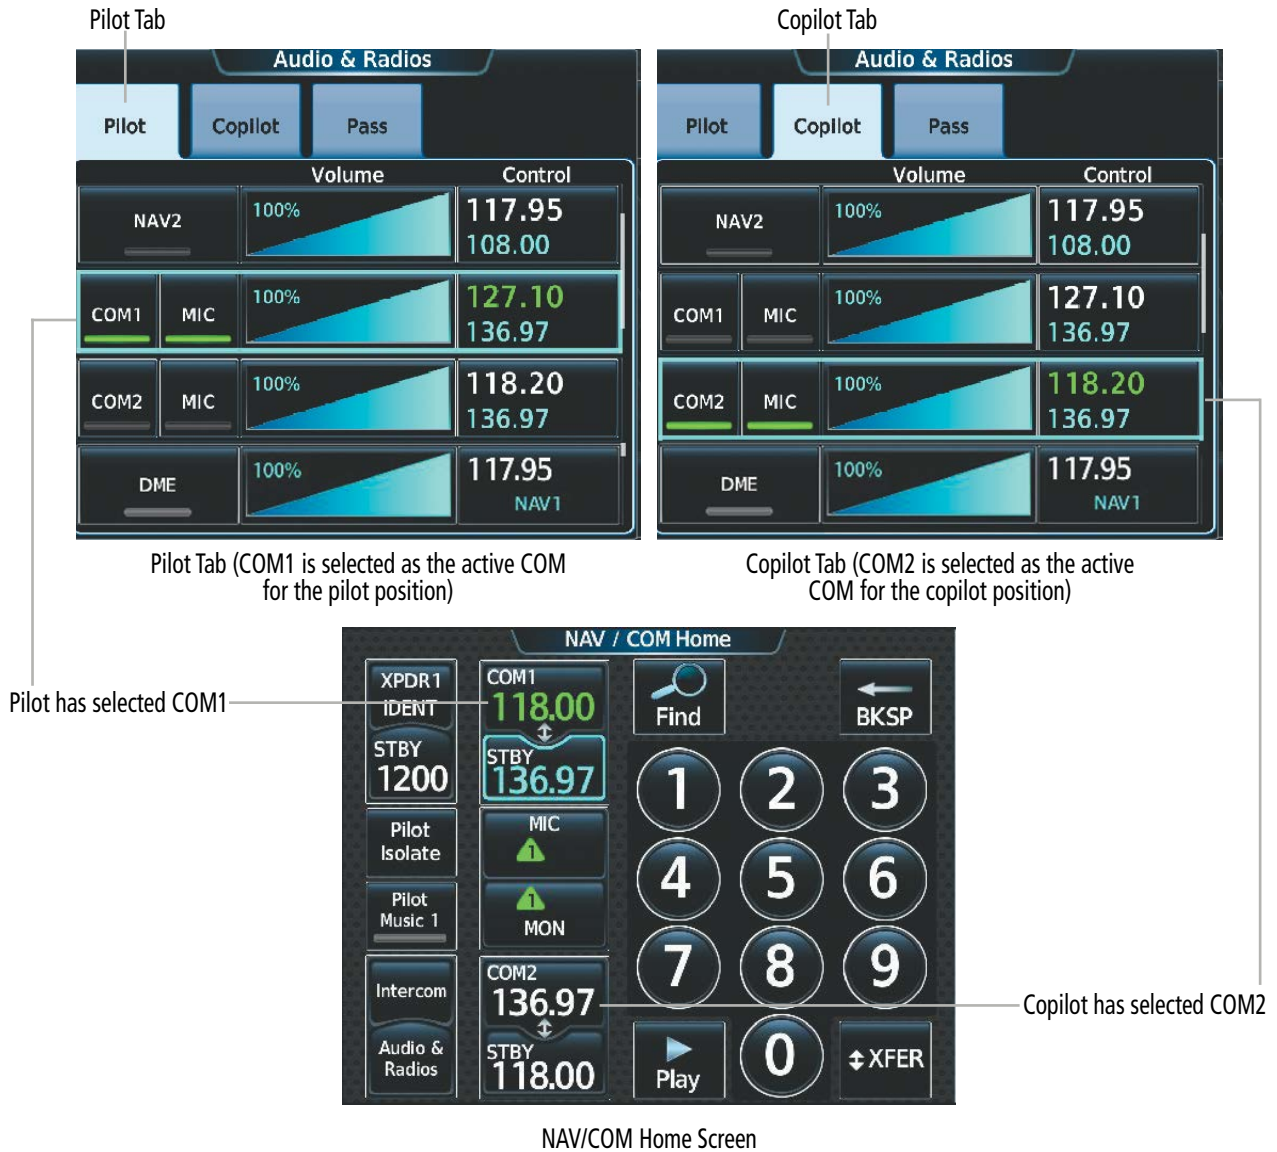 Pilot Tab
Copilot Tab
Audio & Radios
Pilot
Copilot
Pass
Volume
Control
NAV2
100%
117.95
108.00
COM1
MIC
100%
127.10
136.97
COM2
MIC
100%
118.20
136.97
DME
100%
117.95
NAV1
Audio & Radios
Pilot
Copilot
Pass
Volume
Control
NAV2
100%
117.95
108.00
COM1
MIC
100%
127.10
136.97
COM2
MIC
100%
118.20
136.97
DME
100%
117.95
NAV1
Pilot Tab (COM1 is selected as the active COM
for the pilot position)
Copilot Tab (COM2 is selected as the active
COM for the copilot position)
Pilot has selected COM1
NAV / COM Home
XPDR1
IDENT
STBY
1200
Pilot
Isolate
Pilot
Music 1
Intercom
Audio &
Radios
COM1
118.00
STBY
136.97
MIC
1
1
MON
COM2
136.97
STBY
118.00
Find
BKSP
1
2
3
4
5
6
7
8
9
Play
0
XFER
Copilot has selected COM2
NAV/COM Home Screen